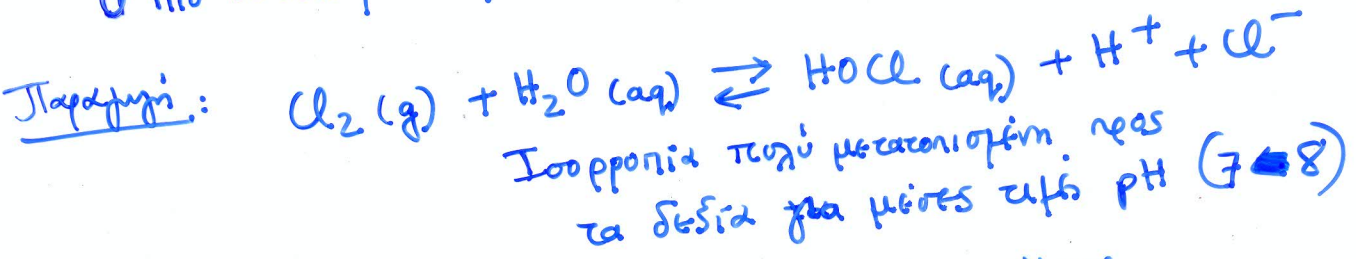 Παραγωγή: Cl₂ (g) + H₂O (aq) ⇄ HOCl (aq) + H⁺ + Cl⁻
Ισορροπία πολύ μετατοπισμένη προς
τα δεξιά για μέσες τιμές pH (7-8)